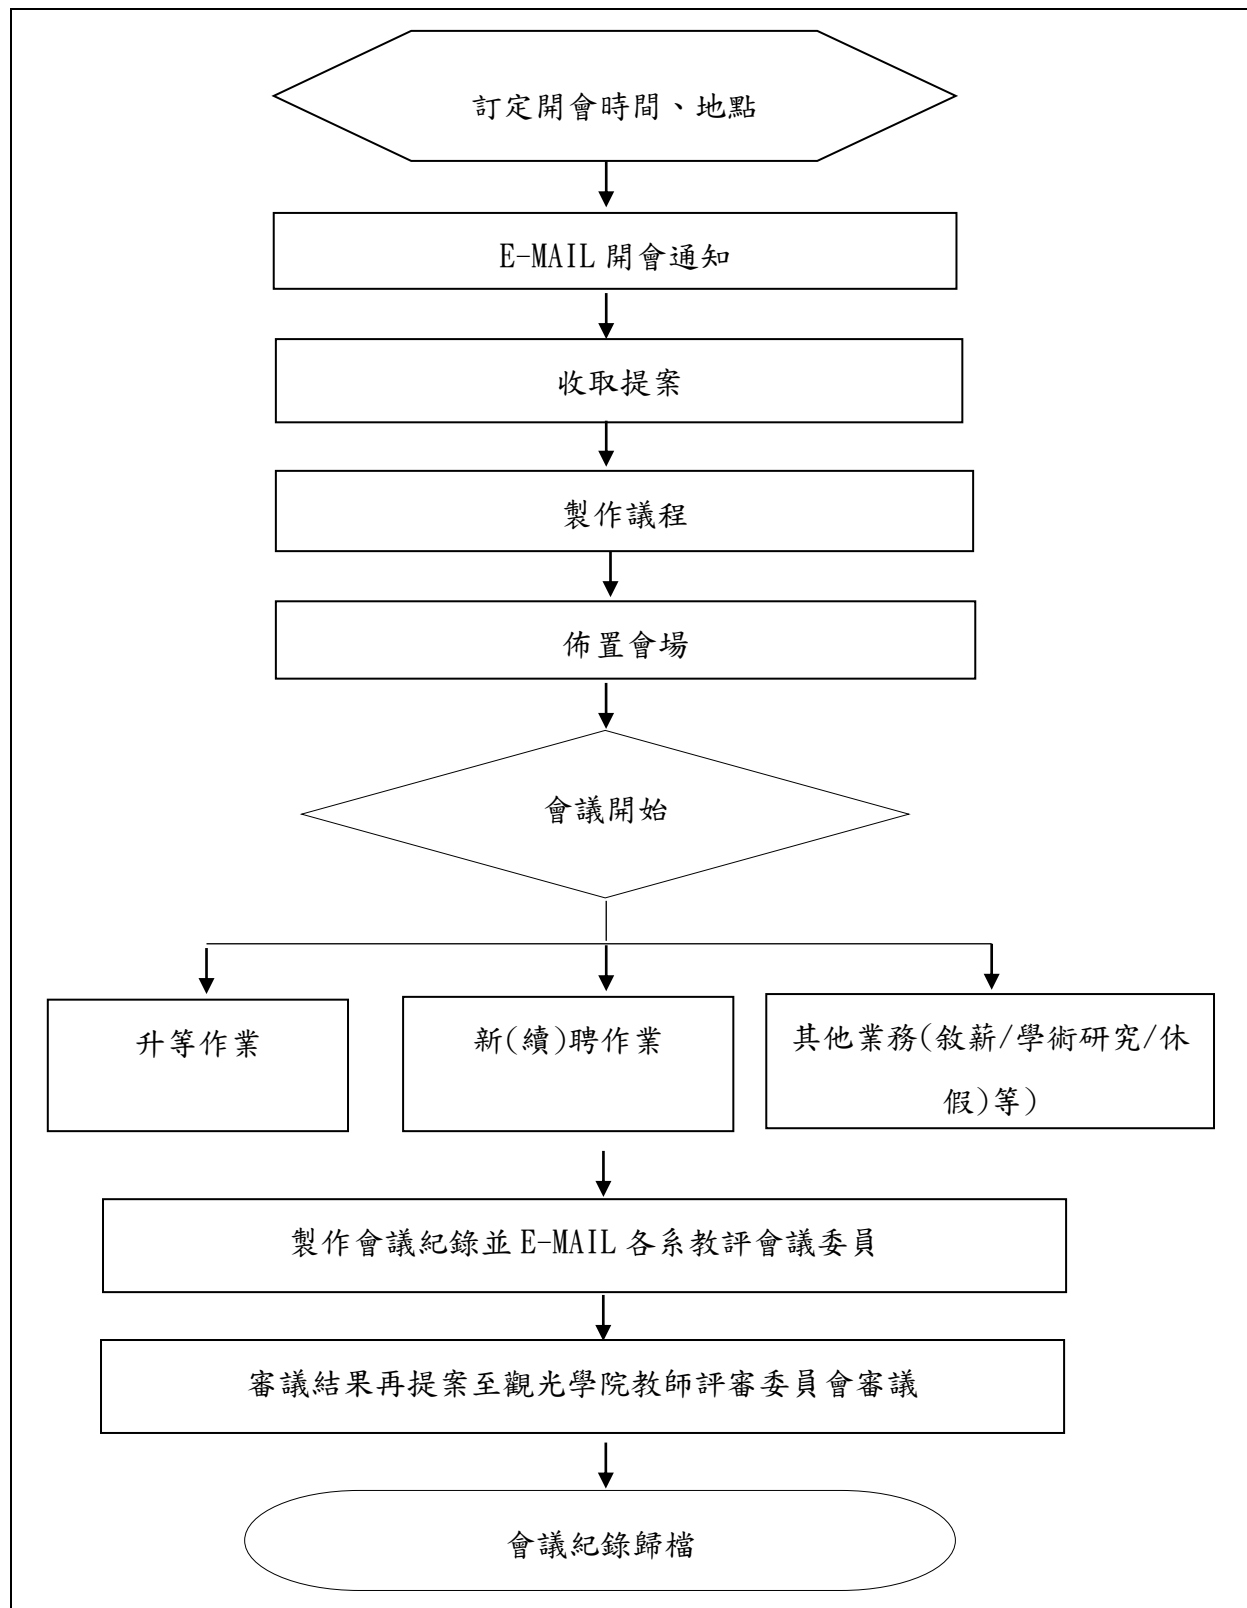 訂定開會時間、地點
E-MAIL 開會通知
收取提案
製作議程
佈置會場
會議開始
升等作業
新(續)聘作業
其他業務(敘薪/學術研究/休
假)等)
製作會議紀錄並 E-MAIL 各系教評會議委員
審議結果再提案至觀光學院教師評審委員會審議
會議紀錄歸檔